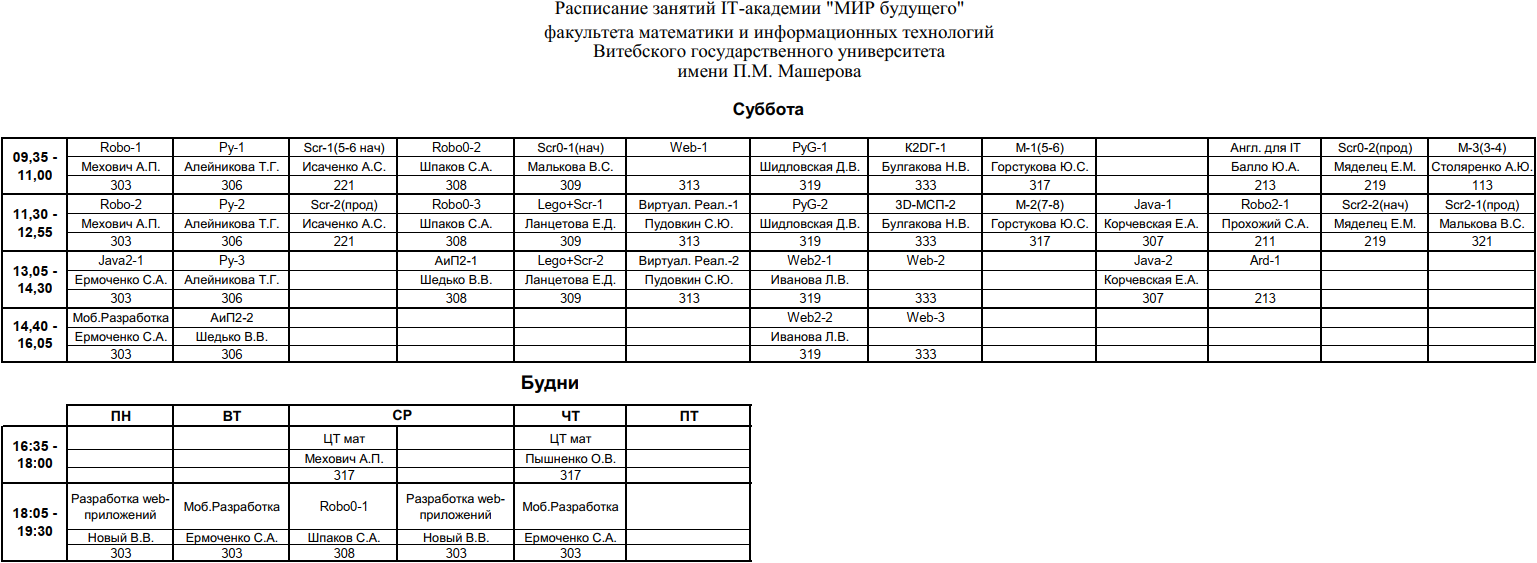 Расписание занятий IT-академии "МИР будущего"
факультета математики и информационных технологий
Витебского государственного университета
имени П.М. Машерова
Суббота
09,35 - 11,00
Robo-1 Py-1 Scr-1(5-6 нач) Robo0-2 Scr0-1(нач) Web-1 PyG-1 К2DГ-1 М-1(5-6) Англ. для IT Scr0-2(прод) М-3(3-4)
Мехович А.П. Алейникова Т.Г. Исаченко А.С. Шпаков С.А. Малькова В.С. Шидловская Д.В. Булгакова Н.В. Горстукова Ю.С. Балло Ю.А. Мяделец Е.М. Столяренко А.Ю.
303 306 221 308 309 313 319 333 317 213 219 113
11,30 - 12,55
Robo-2 Py-2 Scr-2(прод) Robo0-3 Lego+Scr-1 Виртуал. Реал.-1 PyG-2 3D-МСП-2 М-2(7-8) Java-1 Robo2-1 Scr2-2(нач) Scr2-1(прод)
Мехович А.П. Алейникова Т.Г. Исаченко А.С. Шпаков С.А. Ланцетова Е.Д. Пудовкин С.Ю. Шидловская Д.В. Булгакова Н.В. Горстукова Ю.С. Корчевская Е.А. Прохожий С.А. Мяделец Е.М. Малькова В.С.
303 306 221 308 309 313 319 333 317 307 211 219 321
13,05 - 14,30
Java2-1 Py-3 АиП2-1 Lego+Scr-2 Виртуал. Реал.-2 Web2-1 Web-2 Java-2 Ard-1
Ермоченко С.А. Алейникова Т.Г. Шедько В.В. Ланцетова Е.Д. Пудовкин С.Ю. Иванова Л.В. Корчевская Е.А.
303 306 308 309 313 319 333 307 213
14,40 - 16,05
Моб.Разработка АиП2-2 Web2-2 Web-3
Ермоченко С.А. Шедько В.В. Иванова Л.В.
303 306 319 333
Будни
ПН ВТ СР ЧТ ПТ
16:35 - 18:00
ЦТ мат ЦТ мат
Мехович А.П. Пышненко О.В.
317 317
18:05 - 19:30
Разработка web-приложений Моб.Разработка Robo0-1 Разработка web-приложений Моб.Разработка
Новый В.В. Ермоченко С.А. Шпаков С.А. Новый В.В. Ермоченко С.А.
303 303 308 303 303